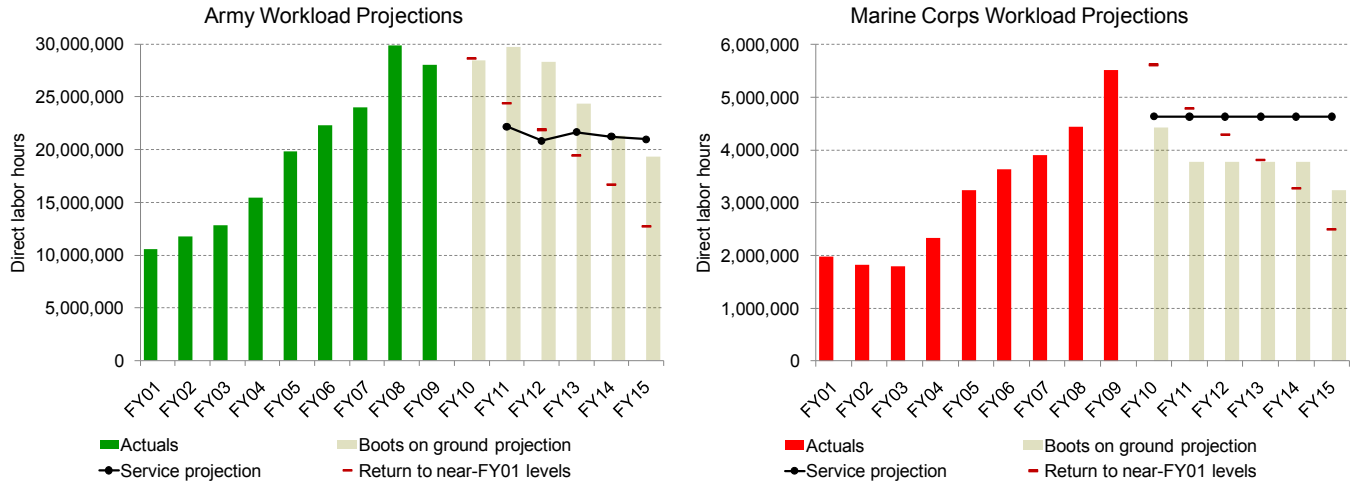 Army Workload Projections
Direct labor hours
30,000,000
25,000,000
20,000,000
15,000,000
10,000,000
5,000,000
0
FY01 FY02 FY03 FY04 FY05 FY06 FY07 FY08 FY09 FY10 FY11 FY12 FY13 FY14 FY15
Actuals Boots on ground projection
Service projection Return to near-FY01 levels
Marine Corps Workload Projections
Direct labor hours
6,000,000
5,000,000
4,000,000
3,000,000
2,000,000
1,000,000
0
FY01 FY02 FY03 FY04 FY05 FY06 FY07 FY08 FY09 FY10 FY11 FY12 FY13 FY14 FY15
Actuals Boots on ground projection
Service projection Return to near-FY01 levels